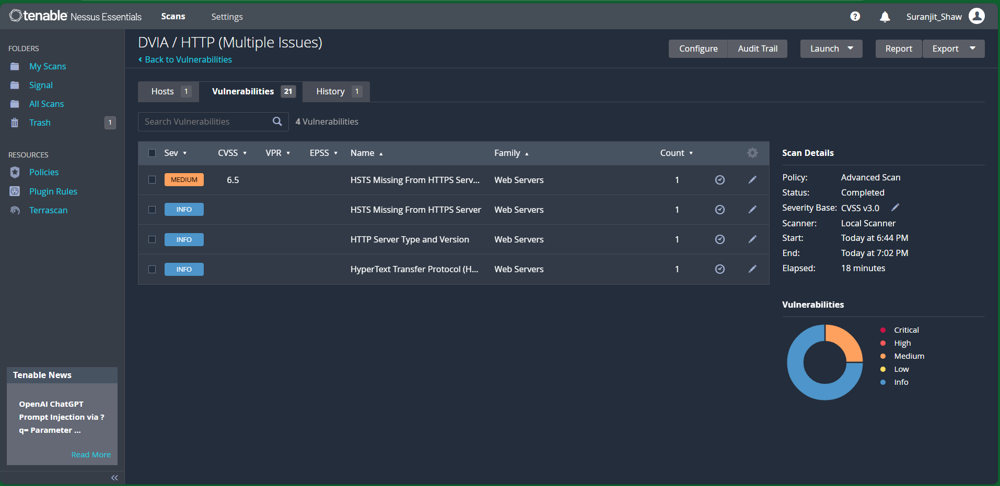 tenable Nessus Essentials Scans Settings ? Suranjit_Shaw
FOLDERS
My Scans
Signal
All Scans
Trash 1
RESOURCES
Policies
Plugin Rules
Terrascan
Tenable News
OpenAI ChatGPT
Prompt Injection via ?
q= Parameter ...
Read More
DVIA / HTTP (Multiple Issues)
Back to Vulnerabilities
Configure Audit Trail Launch Report Export
Hosts 1 Vulnerabilities 21 History 1
Search Vulnerabilities 4 Vulnerabilities
Sev CVSS VPR EPSS Name Family Count
MEDIUM 6.5 HSTS Missing From HTTPS Serv... Web Servers 1
INFO HSTS Missing From HTTPS Server Web Servers 1
INFO HTTP Server Type and Version Web Servers 1
INFO HyperText Transfer Protocol (H... Web Servers 1
Scan Details
Policy: Advanced Scan
Status: Completed
Severity Base: CVSS v3.0
Scanner: Local Scanner
Start: Today at 6:44 PM
End: Today at 7:02 PM
Elapsed: 18 minutes
Vulnerabilities
Critical
High
Medium
Low
Info